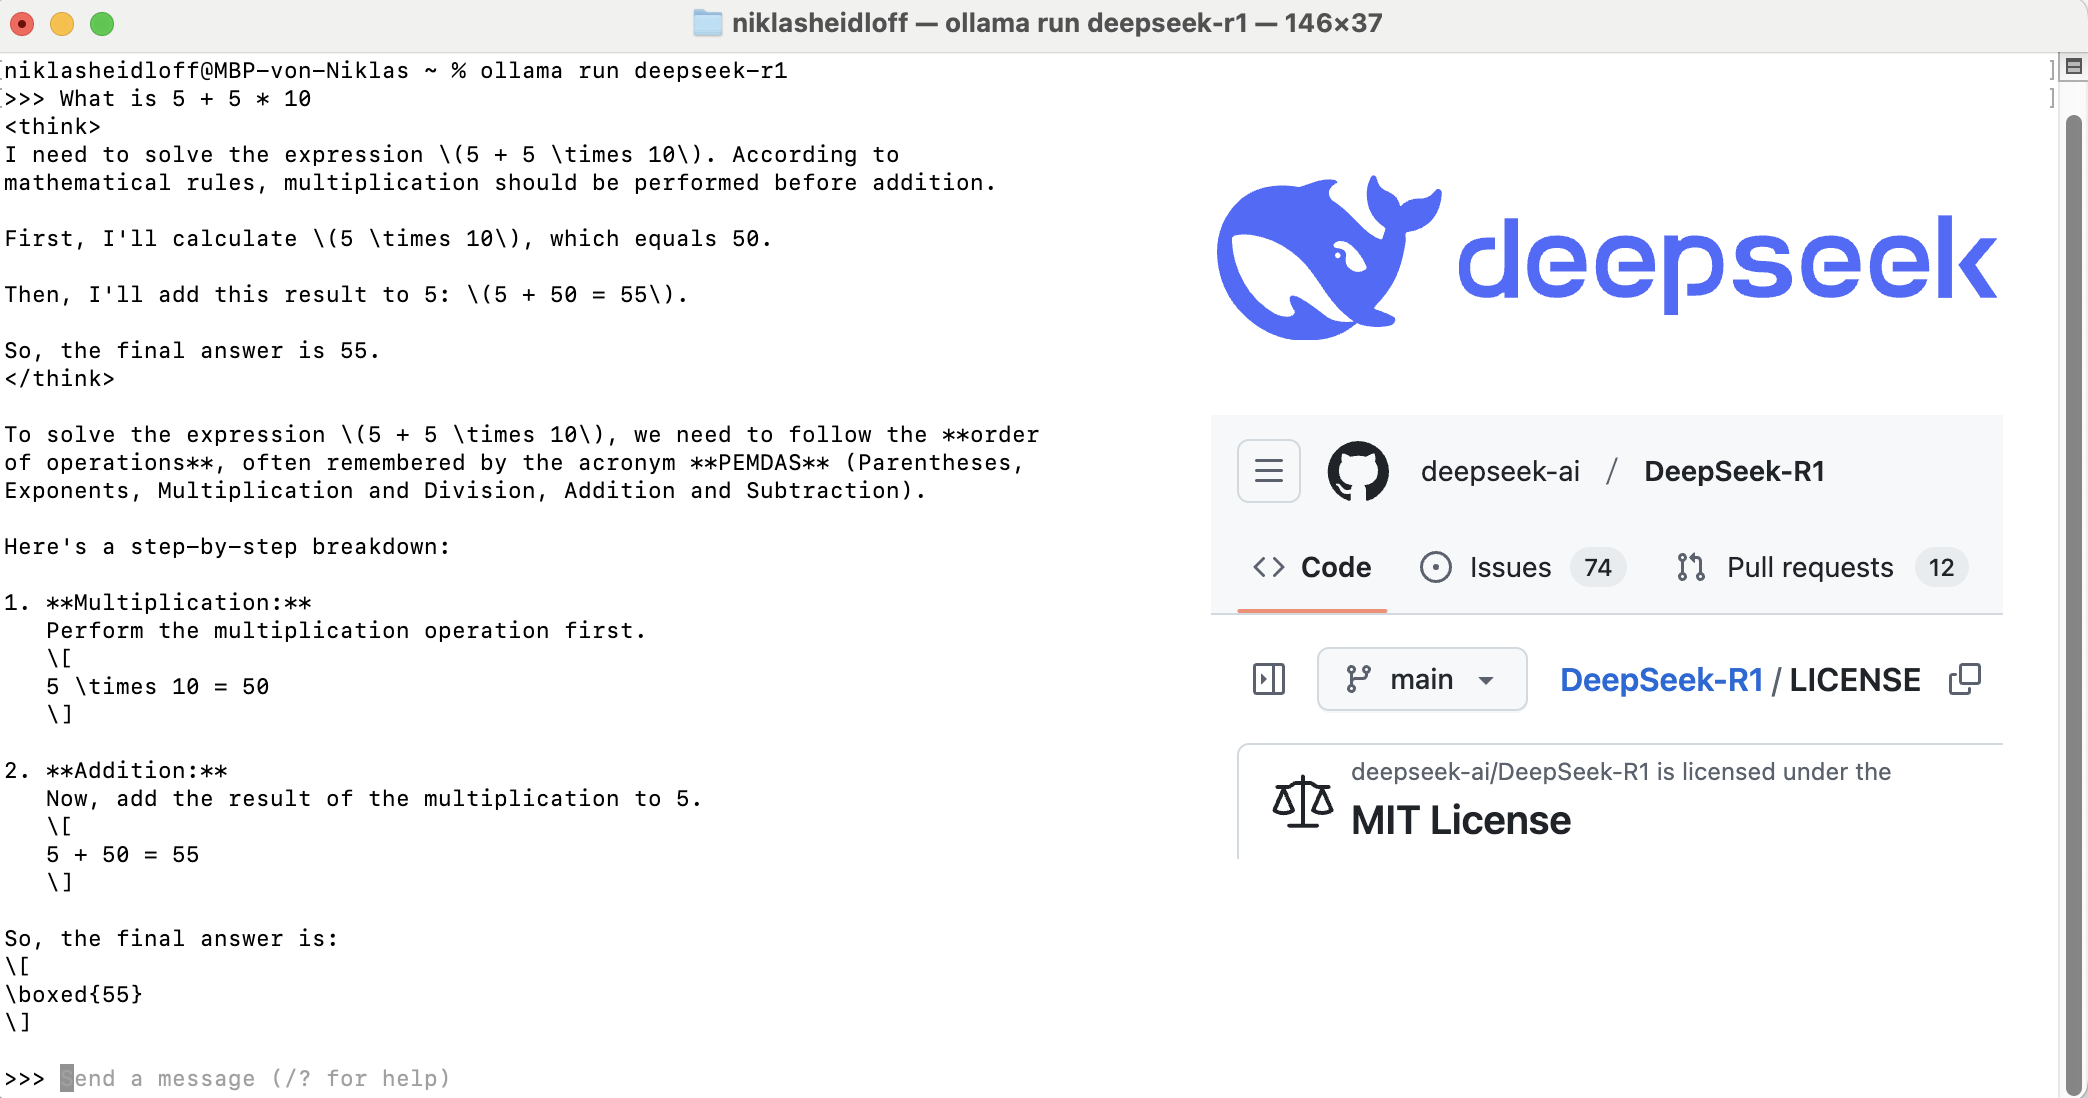 niklasheidloff — ollama run deepseek-r1 — 146×37
niklasheidloff@MBP-von-Niklas ~ % ollama run deepseek-r1
>>> What is 5 + 5 * 10
<think>
I need to solve the expression \(5 + 5 \times 10\). According to
mathematical rules, multiplication should be performed before addition.
First, I'll calculate \(5 \times 10\), which equals 50.
Then, I'll add this result to 5: \(5 + 50 = 55\).
So, the final answer is 55.
</think>
To solve the expression \(5 + 5 \times 10\), we need to follow the **order
of operations**, often remembered by the acronym **PEMDAS** (Parentheses,
Exponents, Multiplication and Division, Addition and Subtraction).
Here's a step-by-step breakdown:
1. **Multiplication:**
Perform the multiplication operation first.
\[
5 \times 10 = 50
\]
2. **Addition:**
Now, add the result of the multiplication to 5.
\[
5 + 50 = 55
\]
So, the final answer is:
\[
\boxed{55}
\]
>>> Send a message (/? for help)
deepseek
deepseek-ai / DeepSeek-R1
Code Issues 74 Pull requests 12
main DeepSeek-R1 / LICENSE
deepseek-ai/DeepSeek-R1 is licensed under the
MIT License